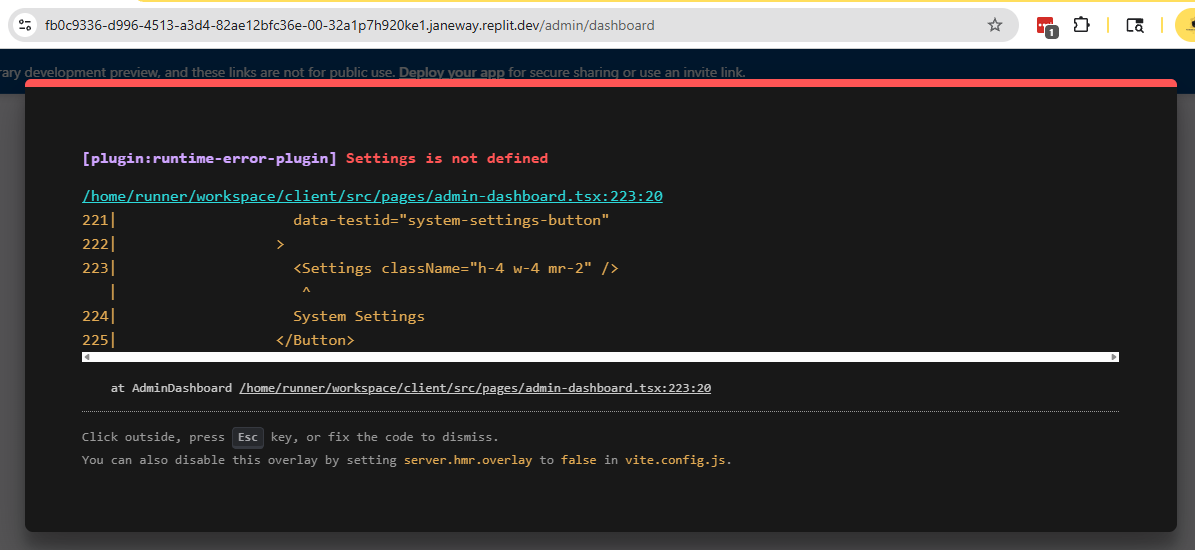 fb0c9336-d996-4513-a3d4-82ae12bfc36e-00-32a1p7h920ke1.janeway.replit.dev/admin/dashboard
1
development preview, and these links are not for public use. Deploy your app for secure sharing or use an invite link.
[plugin:runtime-error-plugin] Settings is not defined
/home/runner/workspace/client/src/pages/admin-dashboard.tsx:223:20
221| data-testid="system-settings-button"
222| >
223| <Settings className="h-4 w-4 mr-2" />
| ^
224| System Settings
225| </Button>
at AdminDashboard /home/runner/workspace/client/src/pages/admin-dashboard.tsx:223:20
Click outside, press Esc key, or fix the code to dismiss.
You can also disable this overlay by setting server.hmr.overlay to false in vite.config.js.